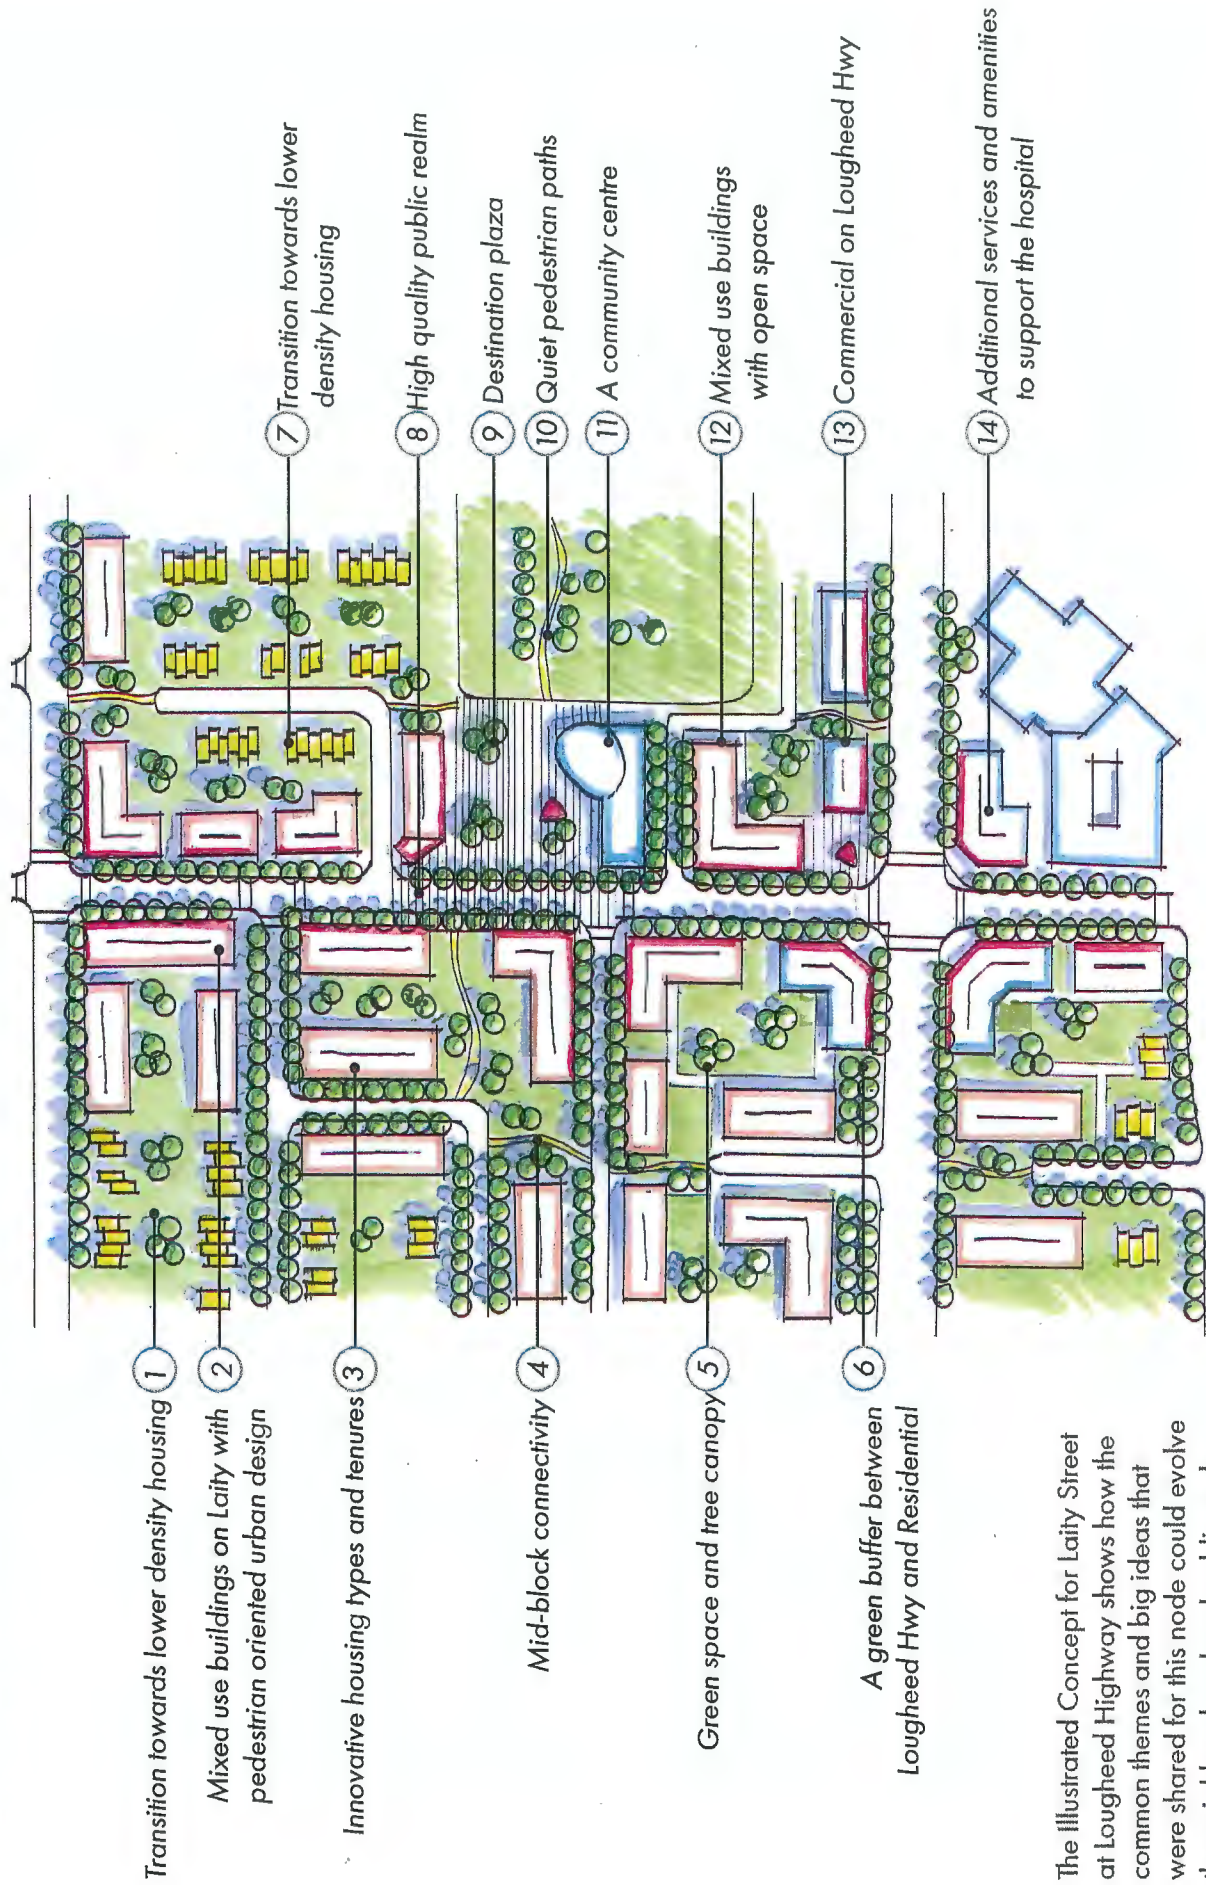 Transition towards lower density housing 1
2
Mixed use buildings on Laity with
pedestrian oriented urban design
Innovative housing types and tenures 3
Mid-block connectivity 4
Green space and tree canopy 5
6
A green buffer between
Lougheed Hwy and Residential
7 Transition towards lower
density housing
8 High quality public realm
9 Destination plaza
10 Quiet pedestrian paths
11 A community centre
12 Mixed use buildings
with open space
13 Commercial on Lougheed Hwy
14 Additional services and amenities
to support the hospital
The Illustrated Concept for Laity Street
at Lougheed Highway shows how the
common themes and big ideas that
were shared for this node could evolve